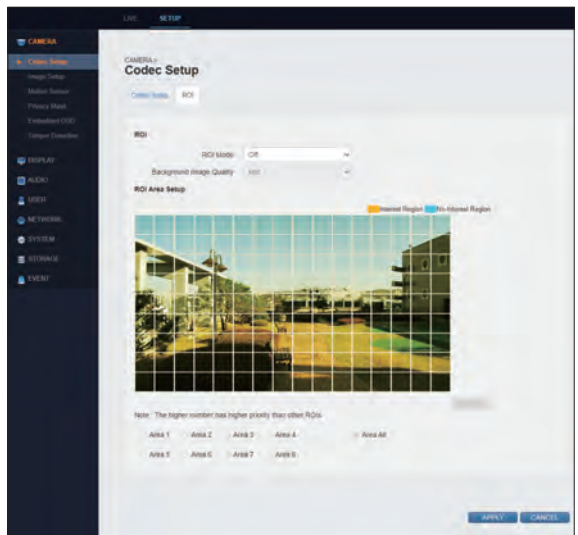 LIVE SETUP
CAMERA
Codec Setup
Image Setup
Motion Sensor
Privacy Mask
Embedded OSD
Tamper Detection
DISPLAY
AUDIO
USER
NETWORK
SYSTEM
STORAGE
EVENT
CAMERA >
Codec Setup
Codec Setup ROI
ROI
ROI Mode Off
Background Image Quality
ROI Area Setup
Interest Region No-Interest Region
Note : The higher number has higher priority than other ROIs.
Area 1 Area 2 Area 3 Area 4 Area All
Area 5 Area 6 Area 7 Area 8
APPLY CANCEL